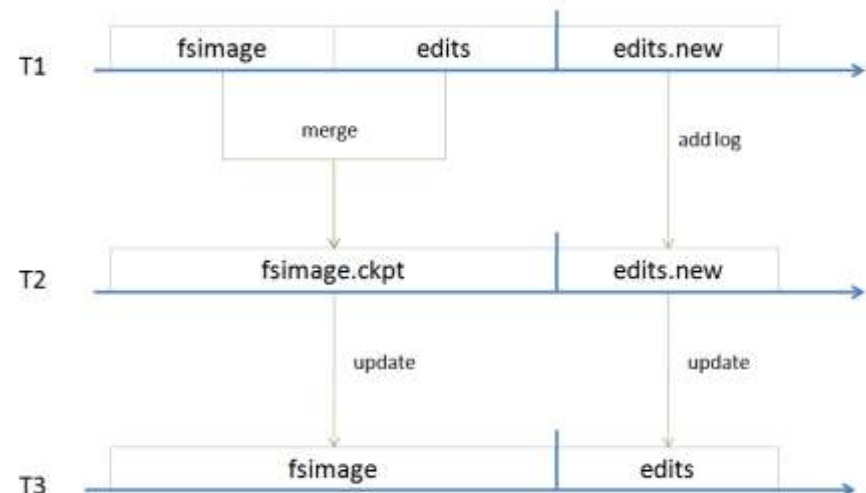 T1 fsimage edits edits.new
merge add log
T2 fsimage.ckpt edits.new
update update
T3 fsimage edits